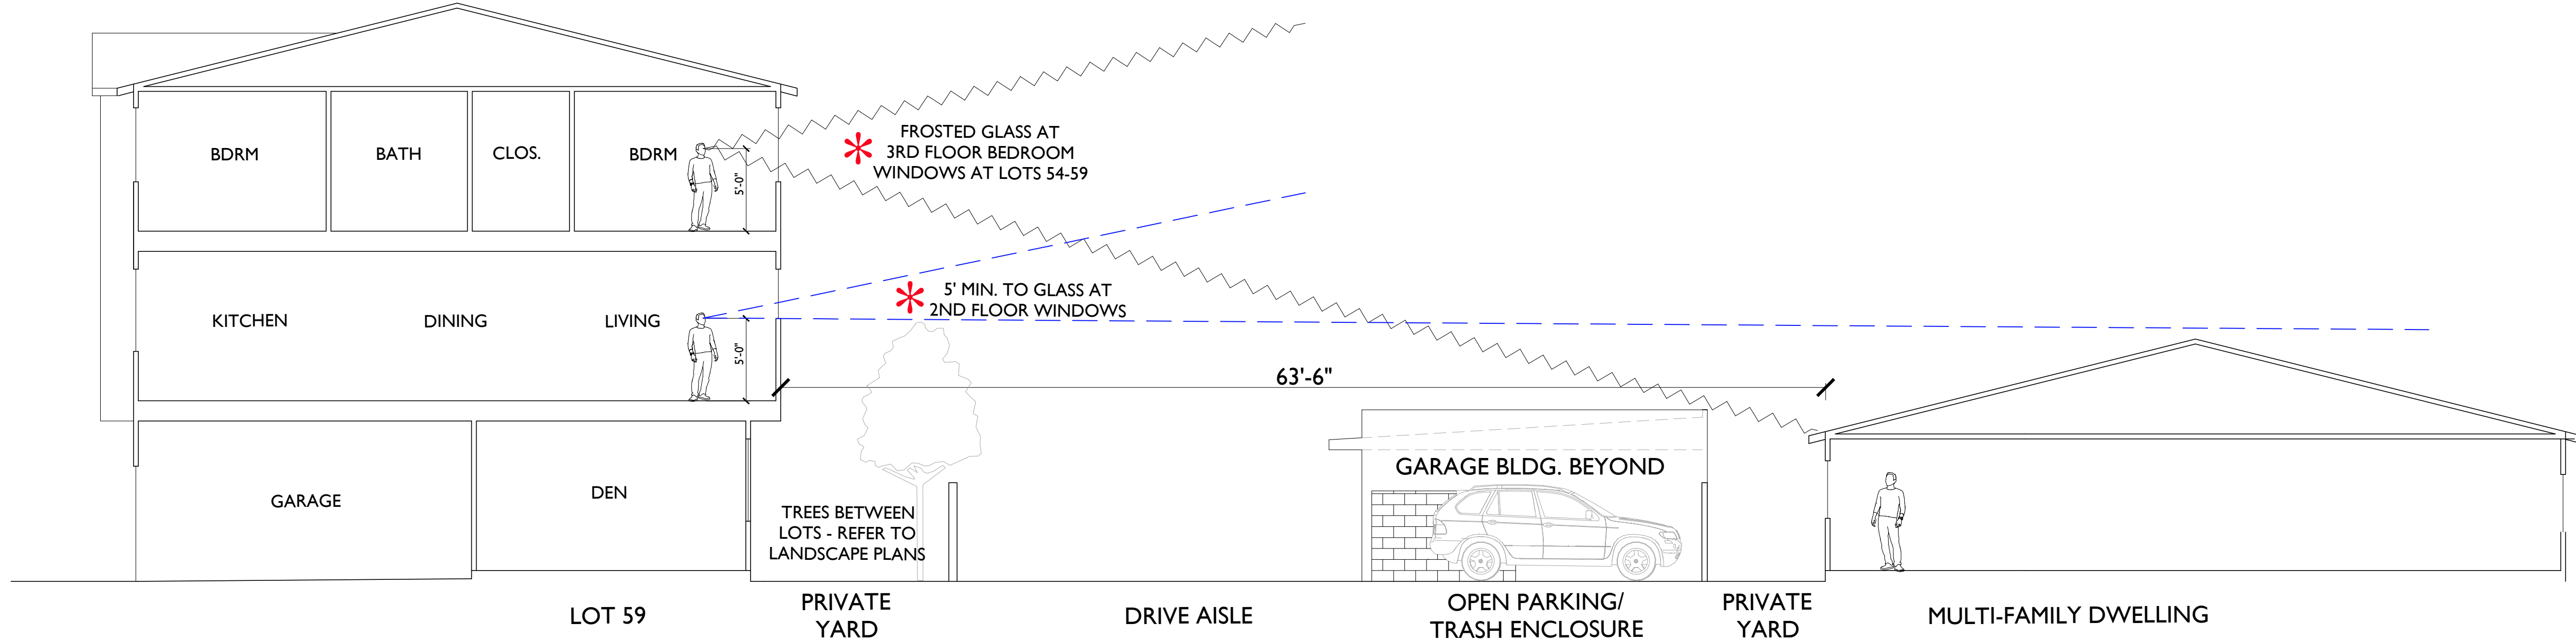 BDRM
BATH
CLOS.
BDRM
5'-0"
FROSTED GLASS AT
3RD FLOOR BEDROOM
WINDOWS AT LOTS 54-59
KITCHEN
DINING
LIVING
5'-0"
5' MIN. TO GLASS AT
2ND FLOOR WINDOWS
63'-6"
GARAGE
DEN
TREES BETWEEN
LOTS - REFER TO
LANDSCAPE PLANS
GARAGE BLDG. BEYOND
LOT 59
PRIVATE
YARD
DRIVE AISLE
OPEN PARKING/
TRASH ENCLOSURE
PRIVATE
YARD
MULTI-FAMILY DWELLING